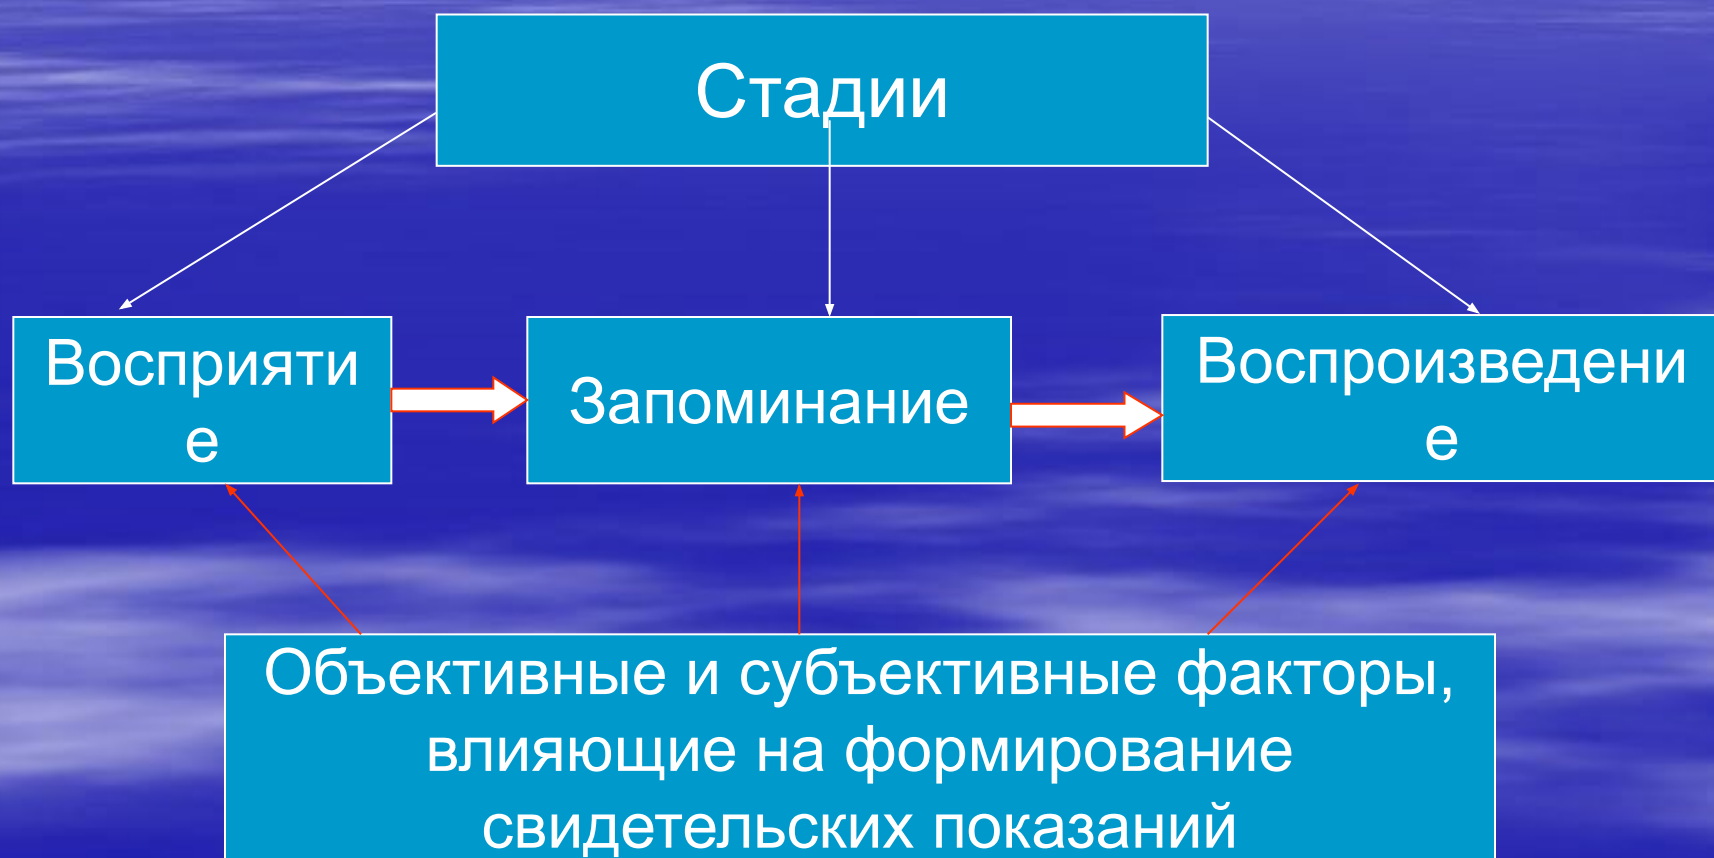 Стадии
Восприяти
е
Запоминание
Воспроизведени
е
Объективные и субъективные факторы,
влияющие на формирование
свидетельских показаний